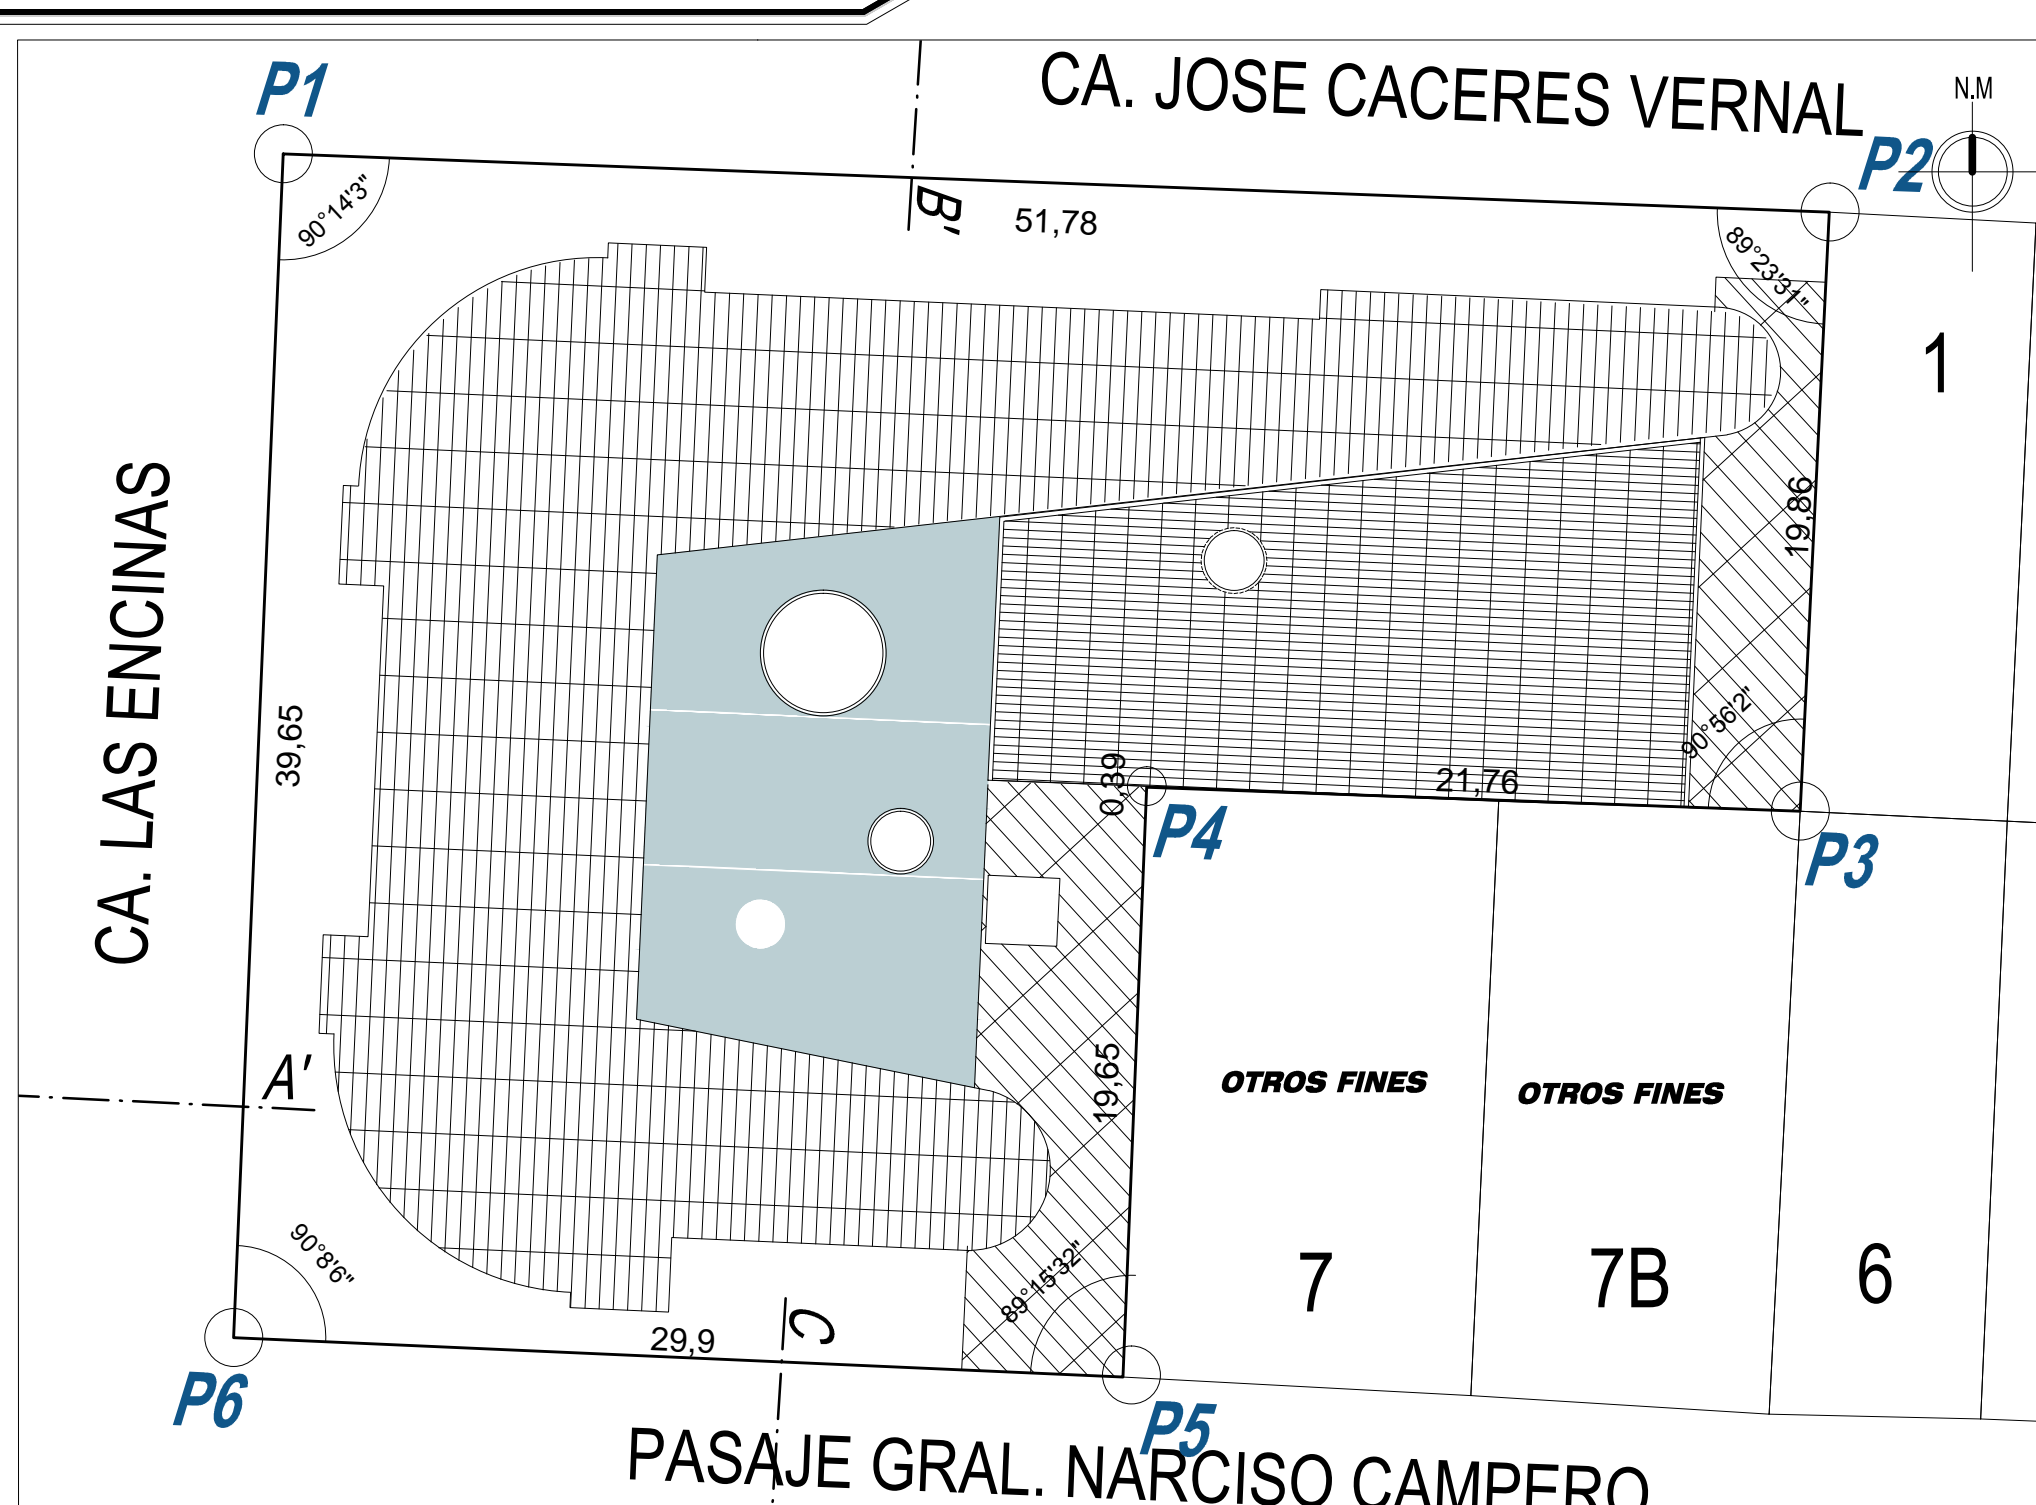 P1
CA. JOSE CACERES VERNAL
N.M
P2
90°14'3"
B'
51,78
89°23'31"
1
CA. LAS ENCINAS
19,86
39,65
90°56'2"
0,39
21,76
P4
P3
A'
19,65
OTROS FINES
OTROS FINES
90°8'6"
89°15'32"
7
7B
6
29,9
C
P6
P5
PASAJE GRAL. NARCISO CAMPERO